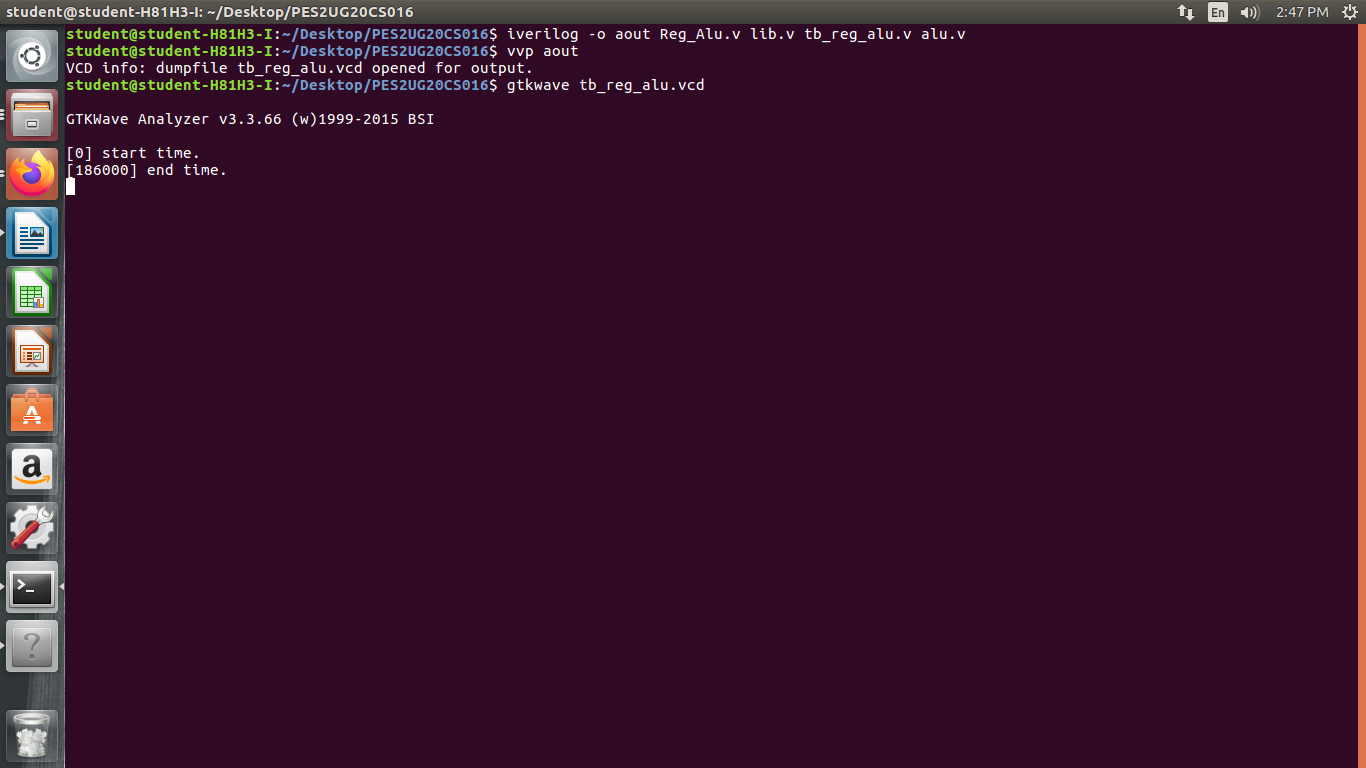 student@student-H81H3-I: ~/Desktop/PES2UG20CS016
En
2:47 PM
student@student-H81H3-I:~/Desktop/PES2UG20CS016$ iverilog -o aout Reg_Alu.v lib.v tb_reg_alu.v alu.v
student@student-H81H3-I:~/Desktop/PES2UG20CS016$ vvp aout
VCD info: dumpfile tb_reg_alu.vcd opened for output.
student@student-H81H3-I:~/Desktop/PES2UG20CS016$ gtkwave tb_reg_alu.vcd
GTKWave Analyzer v3.3.66 (w)1999-2015 BSI
[0] start time.
[186000] end time.